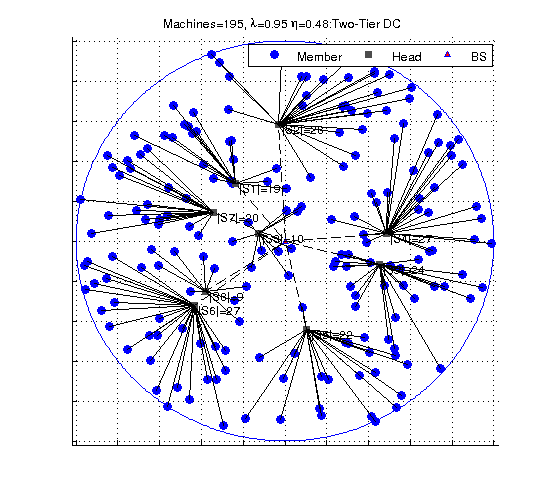 Machines=195, λ=0.95 η=0.48:Two-Tier DC
Member Head BS
|S2|=28
|S1|=19
|S7|=20
|S4|=27
|=10
|=24
|=9
|S6|=27
|=22